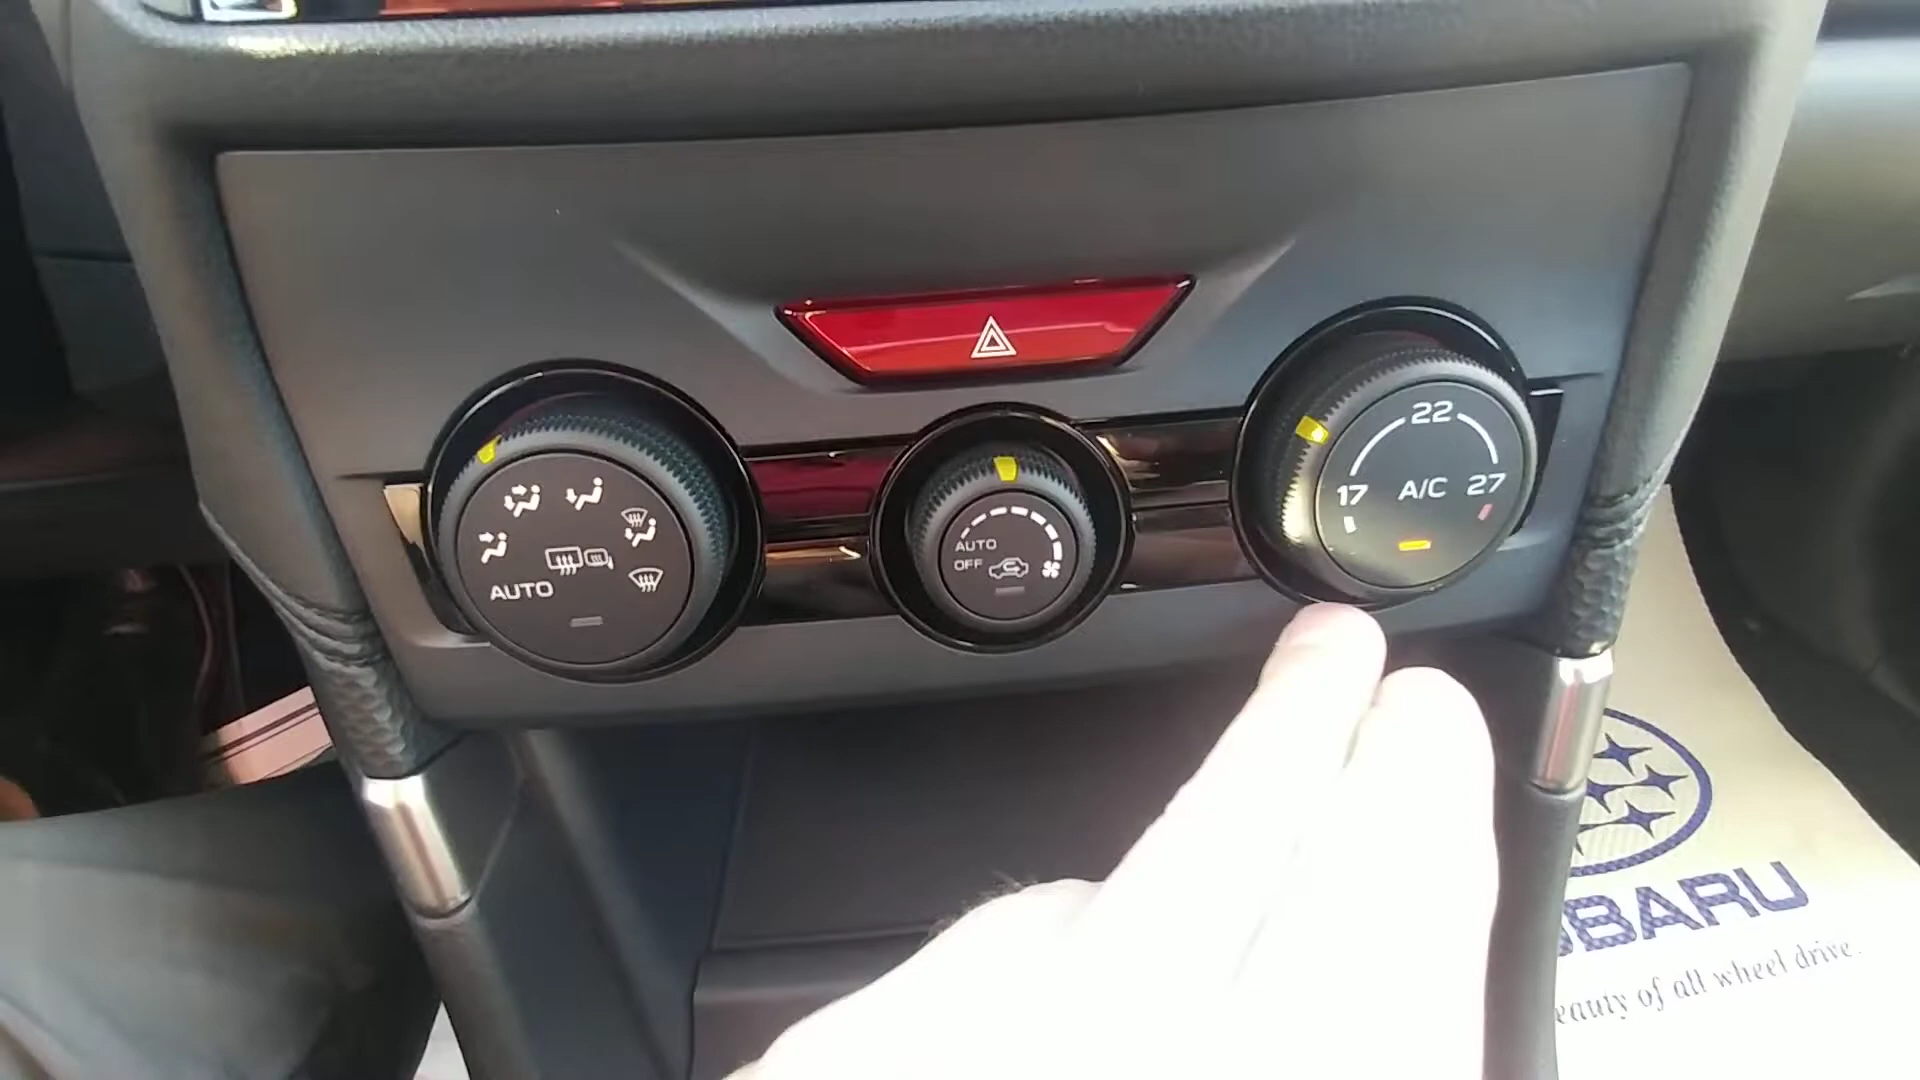 22
17 A/C 27
AUTO
OFF
AUTO
SUBARU
eauty of all wheel drive.